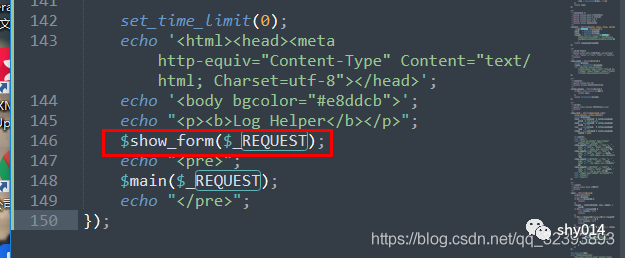 141
142 set_time_limit(0);
143 echo '<html><head><meta
http-equiv="Content-Type" Content="text/
html; Charset=utf-8"></head>';
144 echo '<body bgcolor="#e8ddcb">';
145 echo "<p><b>Log Helper</b></p>";
146 $show_form($_REQUEST);
147 echo "<pre>";
148 $main($_REQUEST);
149 echo "</pre>";
150 });
shy014
https://blog.csdn.net/qq_32393893